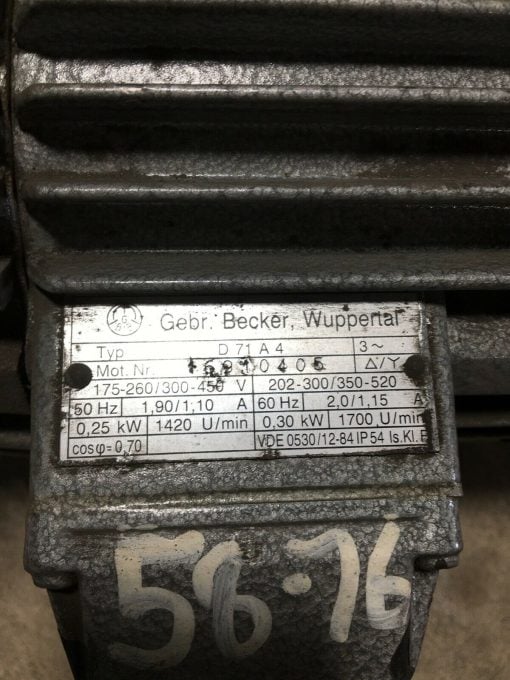 Gebr. Becker, Wuppertal
Typ D 71 A 4 3~
Mot. Nr. Δ/Y
175-260/300-450 V 202-300/350-520
50 Hz 1,90/1,10 A 60 Hz 2,0/1,15 A
0,25 kW 1420 U/min 0,30 kW 1700 U/min
cosφ= 0,70 VDE 0530/12-84 IP 54 Is.Kl. F
58-76